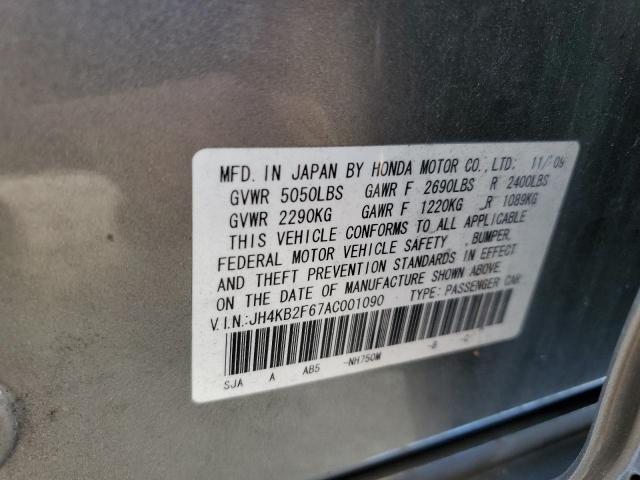 MFD. IN JAPAN BY HONDA MOTOR CO.,LTD. 11/09
GVWR 5050LBS GAWR F 2690LBS R 2400LBS
GVWR 2290KG GAWR F 1220KG R 1089KG
THIS VEHICLE CONFORMS TO ALL APPLICABLE
FEDERAL MOTOR VEHICLE SAFETY ,BUMPER,
AND THEFT PREVENTION STANDARDS IN EFFECT
ON THE DATE OF MANUFACTURE SHOWN ABOVE.
V.I.N.:JH4KB2F67AC001090 TYPE: PASSENGER CAR
SJA A AB5 -NH750M -B -C